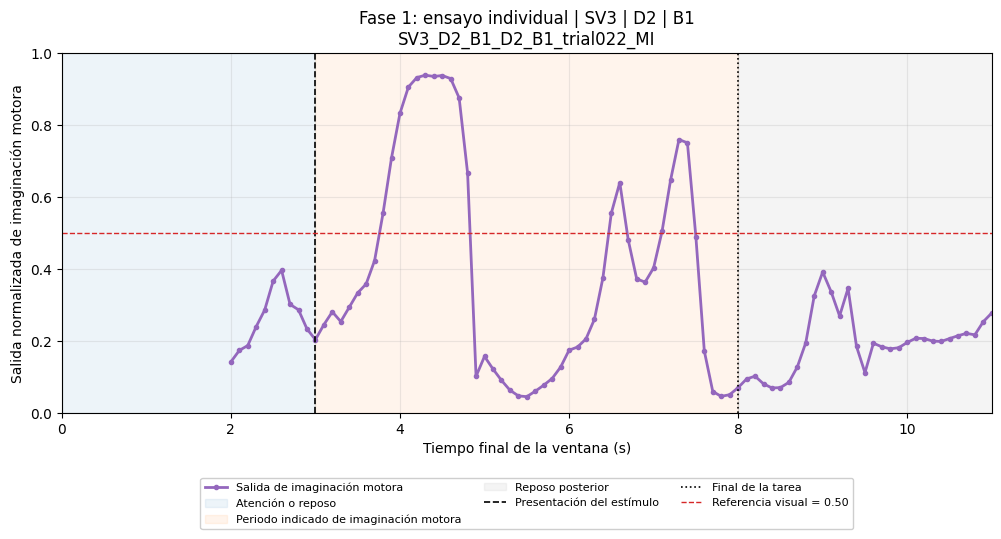 Fase 1: ensayo individual | SV3 | D2 | B1
SV3_D2_B1_D2_B1_trial022_MI
Salida normalizada de imaginación motora
1.0
0.8
0.6
0.4
0.2
0.0
0 2 4 6 8 10
Tiempo final de la ventana (s)
Salida de imaginación motora
Atención o reposo
Periodo indicado de imaginación motora
Reposo posterior
Presentación del estímulo
Final de la tarea
Referencia visual = 0.50